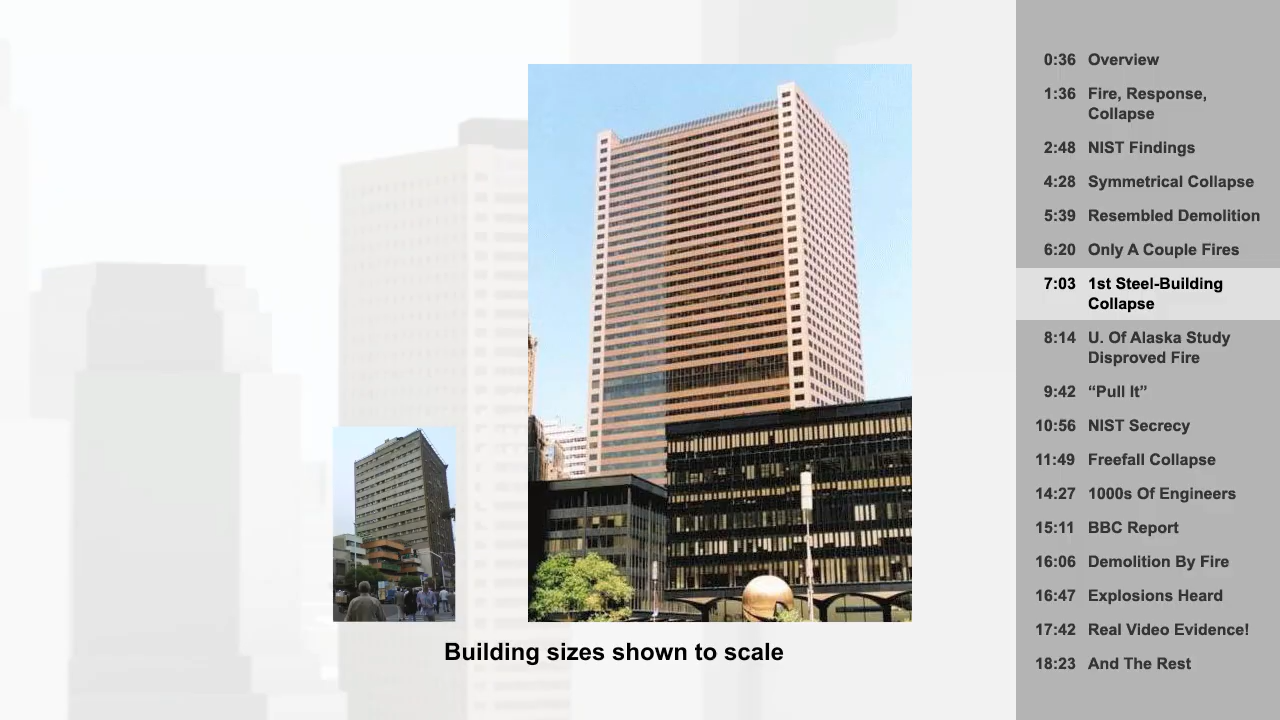 0:36 Overview
1:36 Fire, Response,
Collapse
2:48 NIST Findings
4:28 Symmetrical Collapse
5:39 Resembled Demolition
6:20 Only A Couple Fires
7:03 1st Steel-Building
Collapse
8:14 U. Of Alaska Study
Disproved Fire
9:42 “Pull It”
10:56 NIST Secrecy
11:49 Freefall Collapse
14:27 1000s Of Engineers
15:11 BBC Report
16:06 Demolition By Fire
16:47 Explosions Heard
17:42 Real Video Evidence!
18:23 And The Rest
Building sizes shown to scale